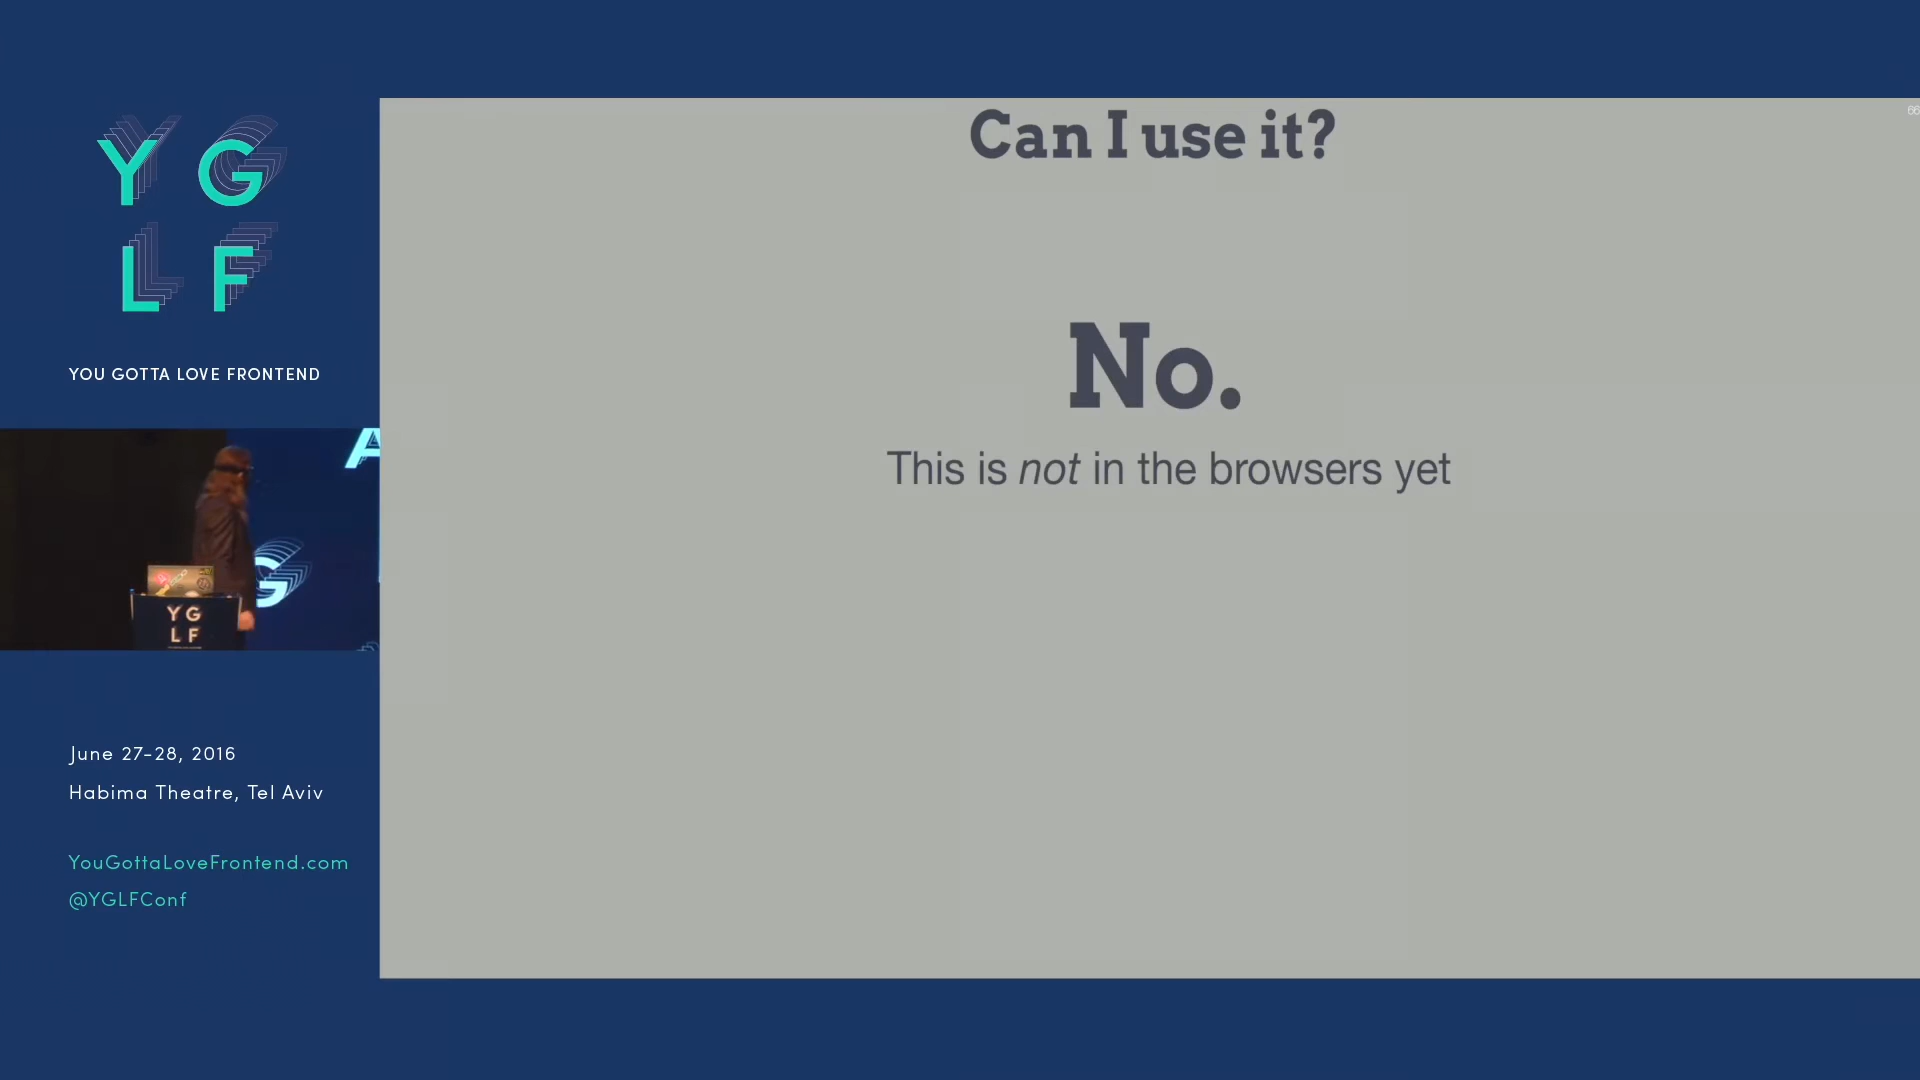 Y G
L F
YOU GOTTA LOVE FRONTEND
Can I use it?
No.
This is not in the browsers yet
A
G
Y G
L F
June 27-28, 2016
Habima Theatre, Tel Aviv
YouGottaLoveFrontend.com
@YGLFConf